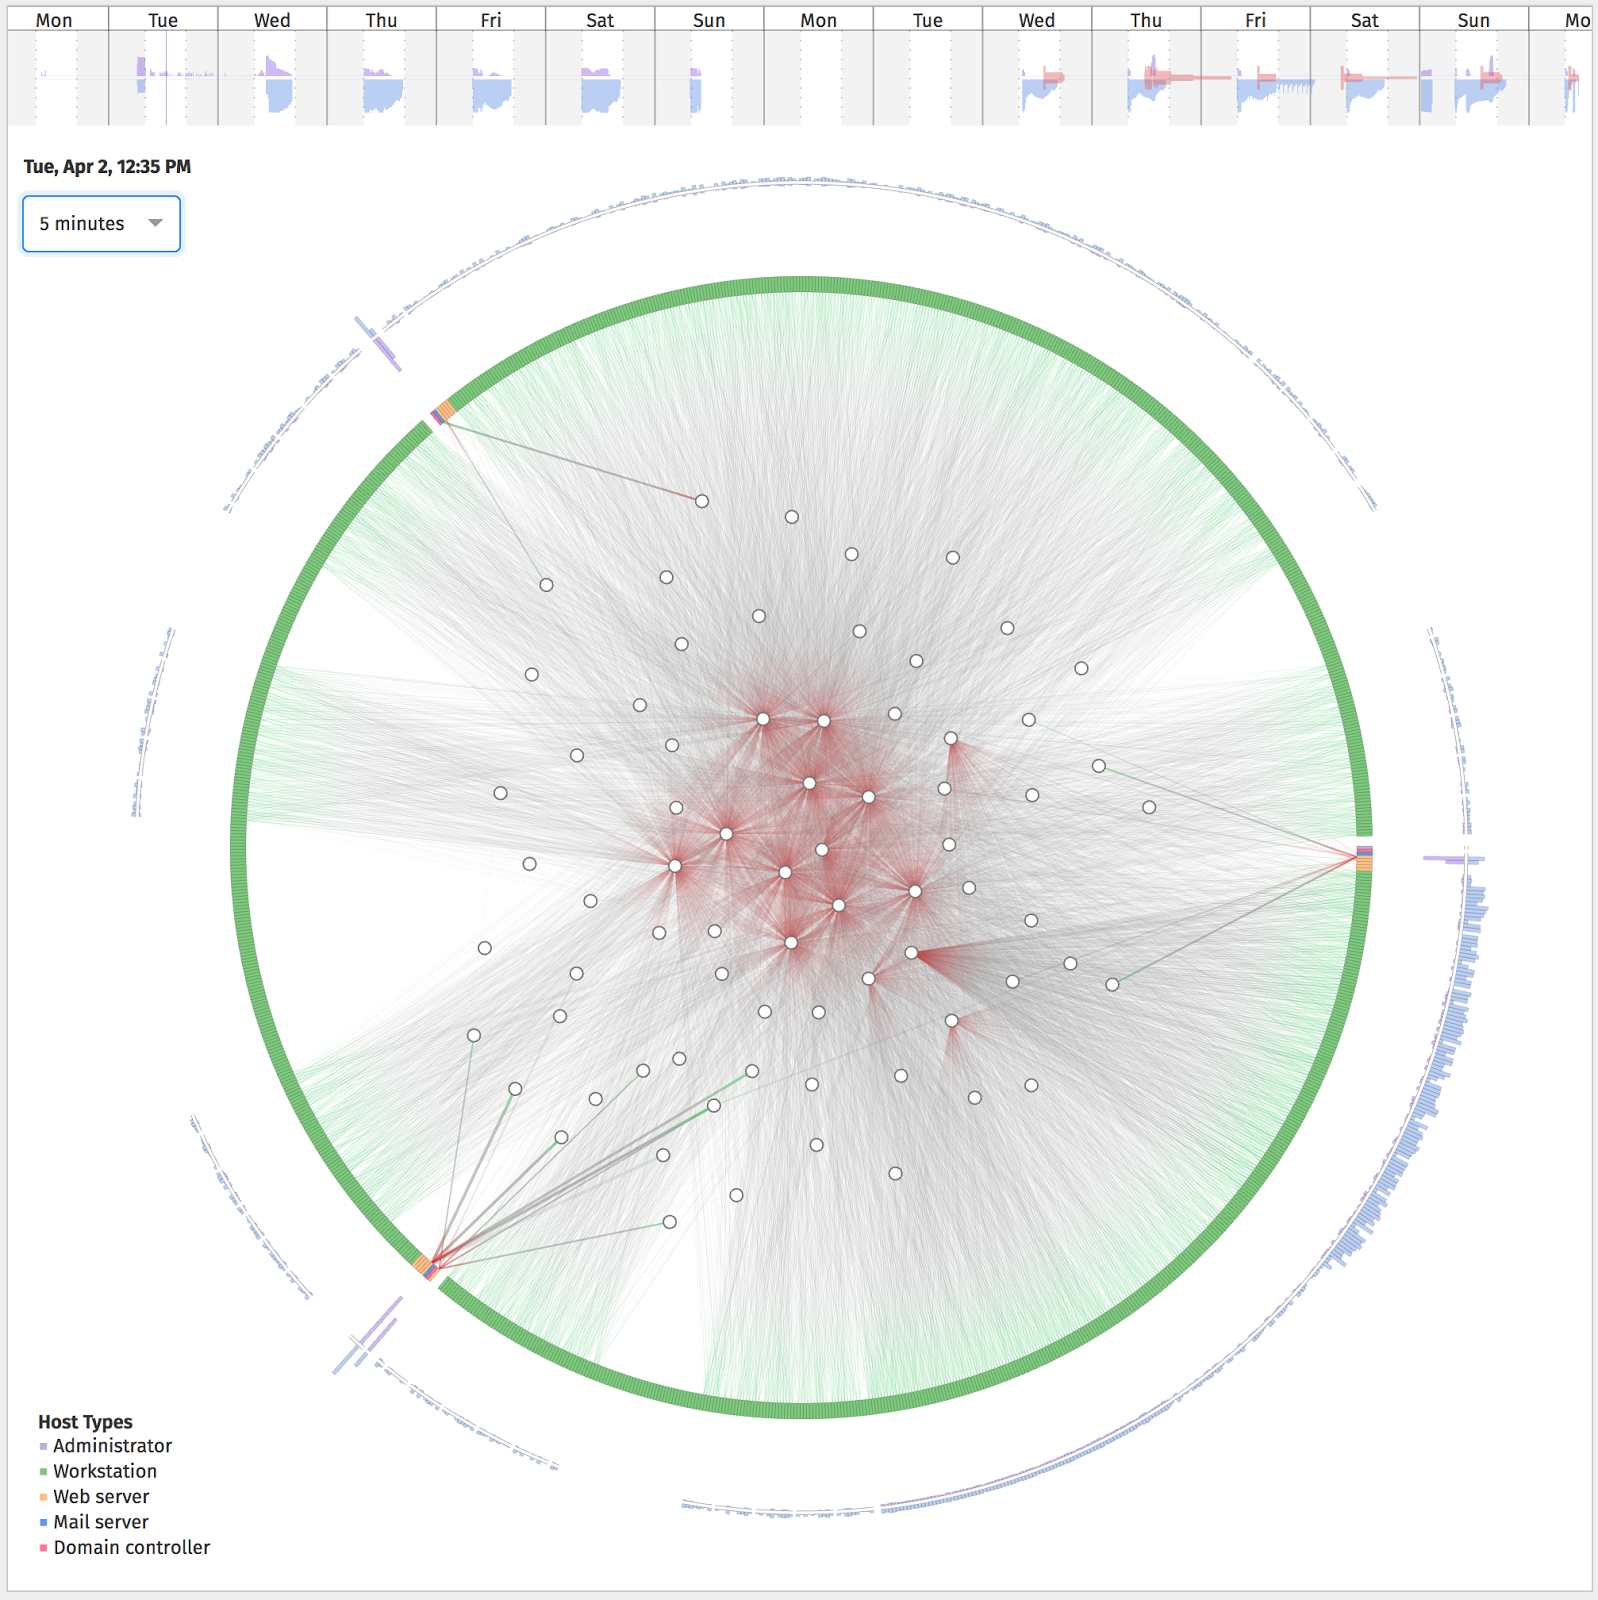 Mon Tue Wed Thu Fri Sat Sun Mon Tue Wed Thu Fri Sat Sun Mo
Tue, Apr 2, 12:35 PM
5 minutes
Host Types
Administrator
Workstation
Web server
Mail server
Domain controller